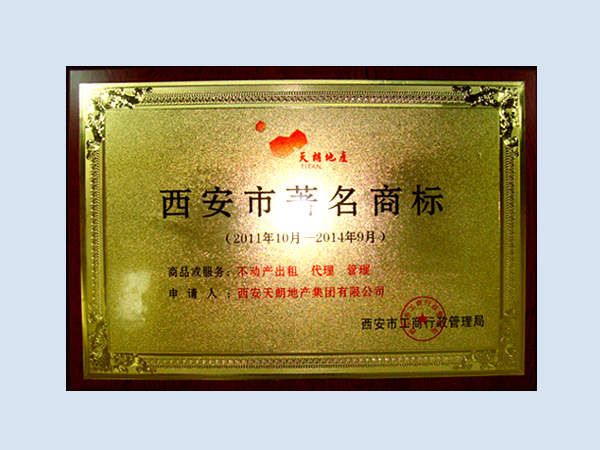 天朗地产
TITAN
西安市著名商标
（2011年10月—2014年9月）
商品或服务：不动产出租 代理 管理
申请人：西安天朗地产集团有限公司
西安市工商行政管理局